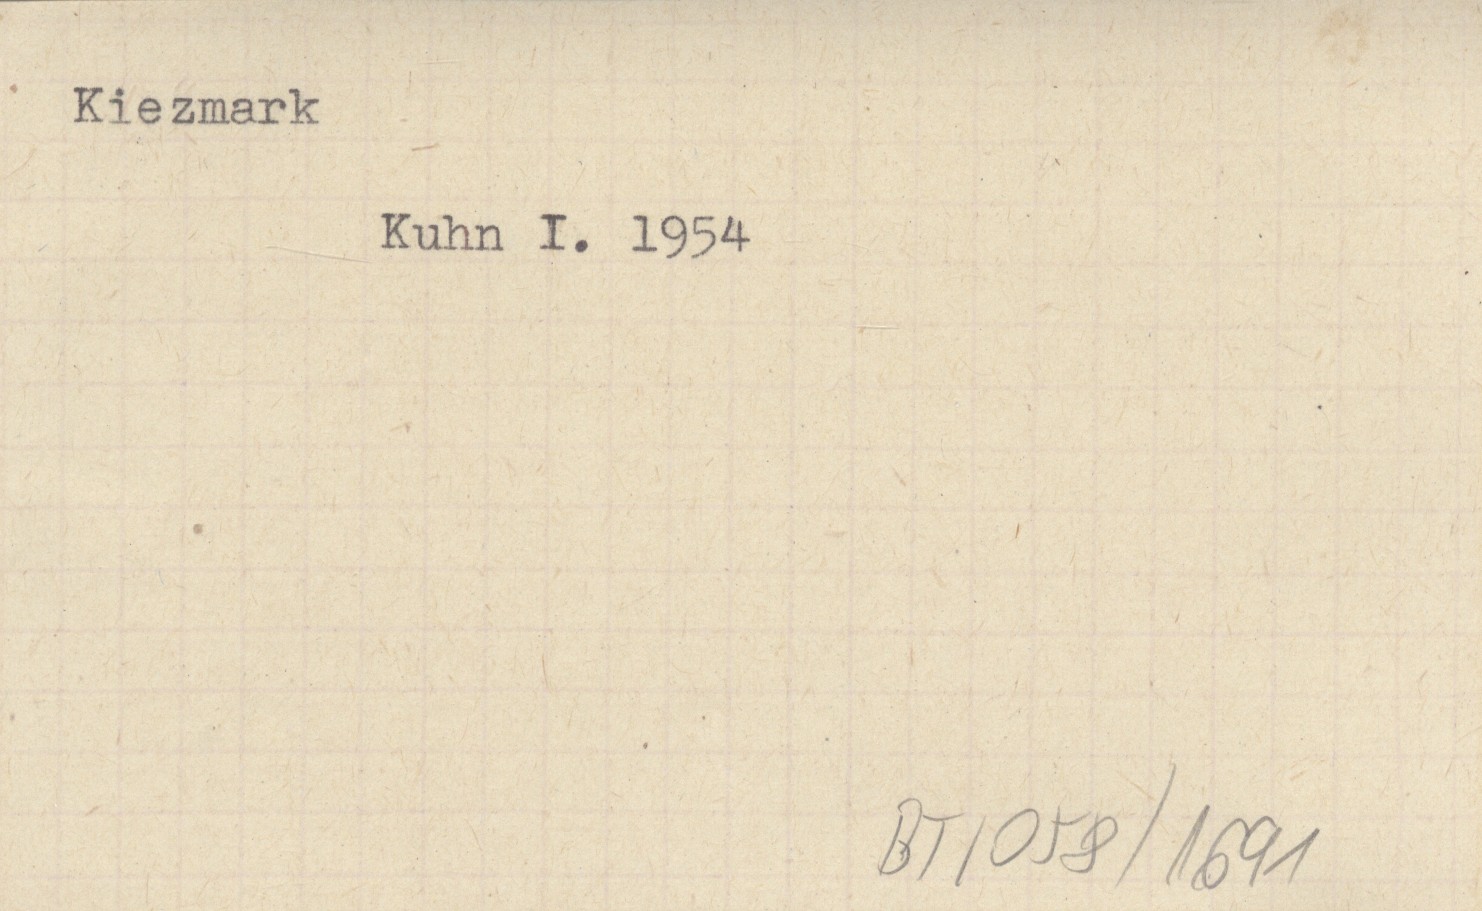 Kiezmark
Kuhn I. 1954
BT/058/1691